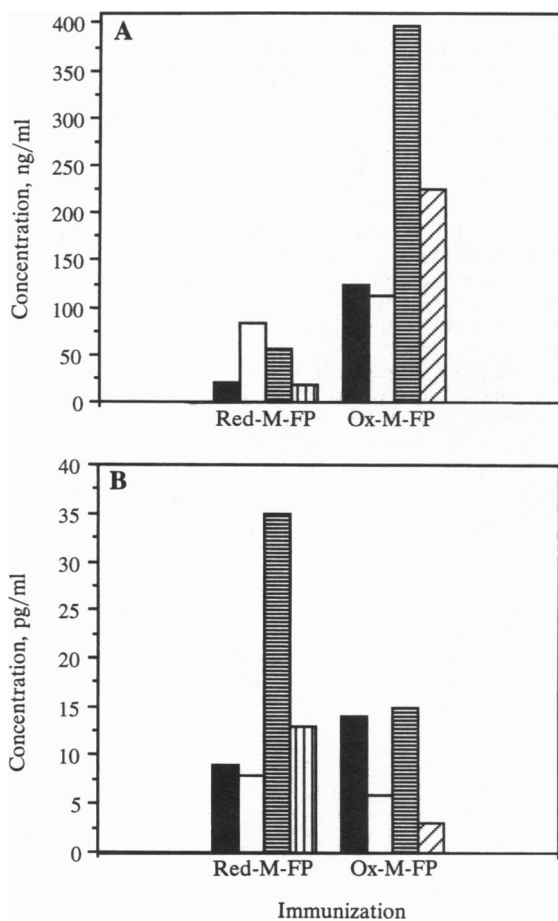 A
Concentration, ng/ml
400
350
300
250
200
150
100
50
0
Red-M-FP Ox-M-FP
B
Concentration, pg/ml
40
35
30
25
20
15
10
5
0
Red-M-FP Ox-M-FP
Immunization